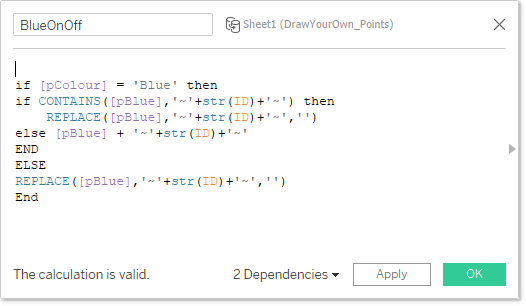 BlueOnOff
Sheet1 (DrawYourOwn_Points)
if [pColour] = 'Blue' then
if CONTAINS([pBlue],'~'+str(ID)+'~') then
    REPLACE([pBlue],'~'+str(ID)+'~','')
else [pBlue] + '~'+str(ID)+'~'
END
ELSE
REPLACE([pBlue],'~'+str(ID)+'~','')
End
The calculation is valid.
2 Dependencies
Apply
OK